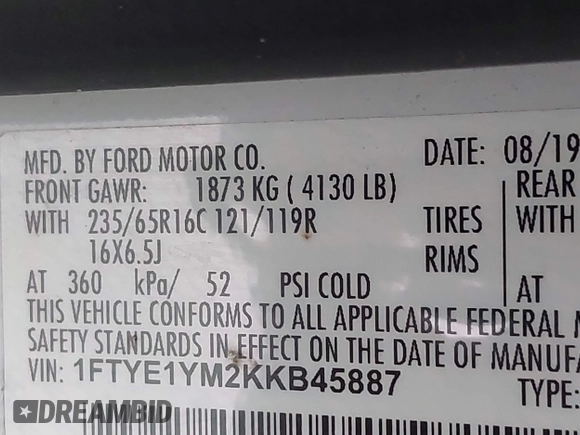 MFD. BY FORD MOTOR CO. DATE: 08/19
FRONT GAWR: 1873 KG ( 4130 LB) REAR
WITH 235/65R16C 121/119R TIRES WITH
16X6.5J RIMS
AT 360 kPa/ 52 PSI COLD AT
THIS VEHICLE CONFORMS TO ALL APPLICABLE FEDERAL
SAFETY STANDARDS IN EFFECT ON THE DATE OF MANUFA
VIN: 1FTYE1YM2KKB45887 TYPE:
DREAMBID